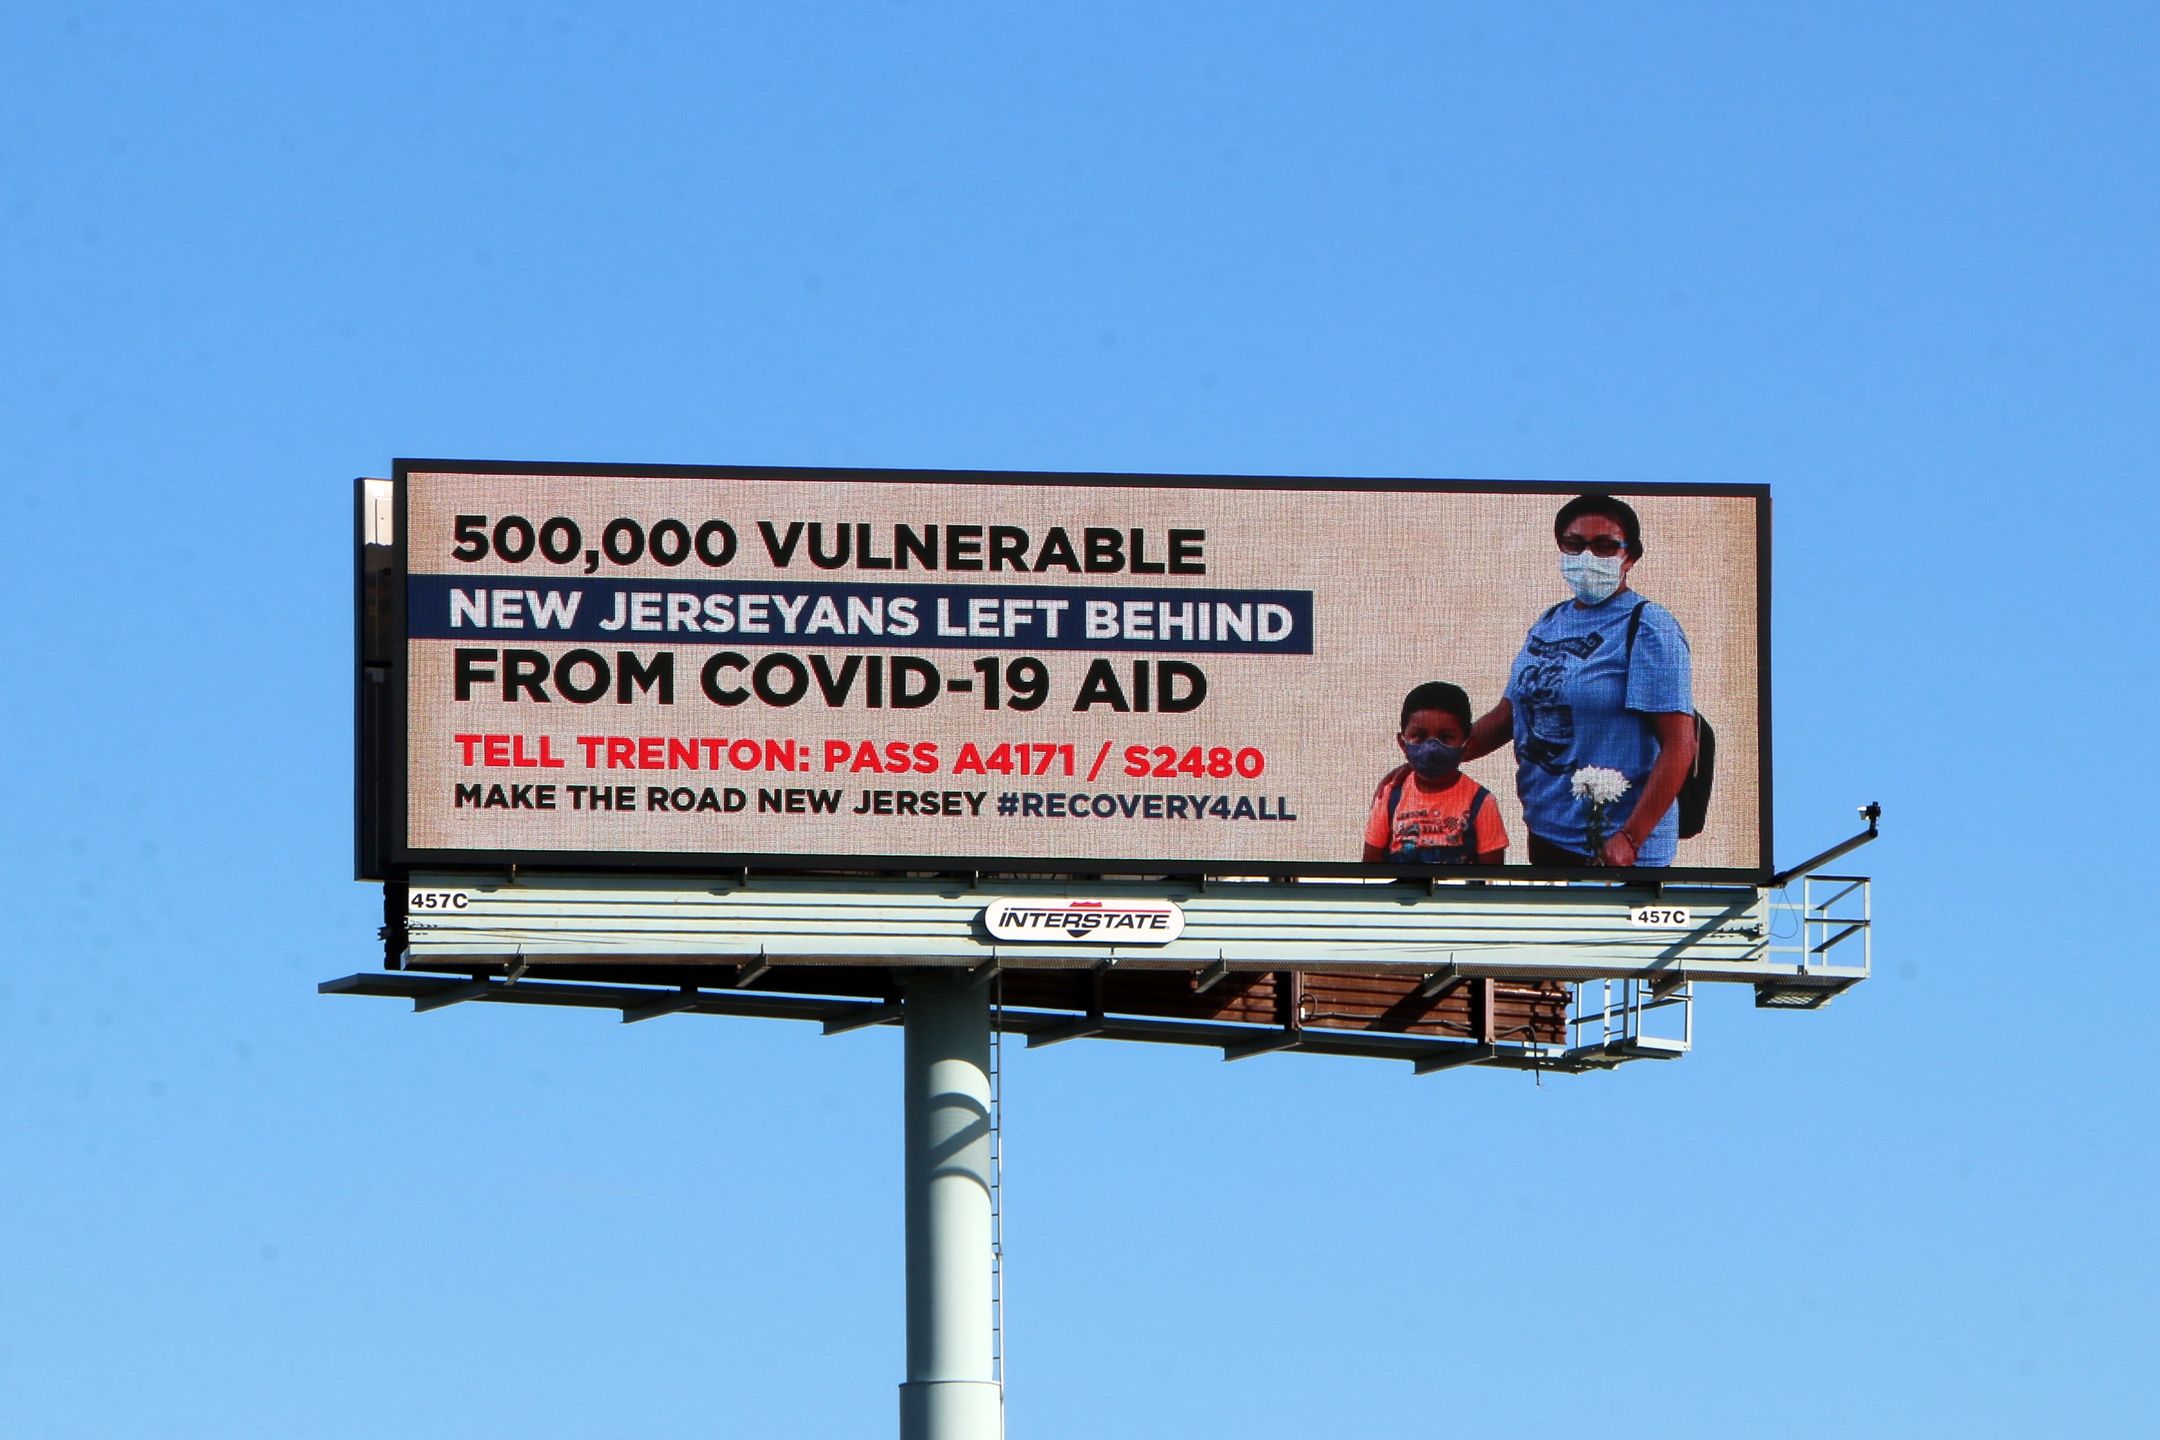 500,000 VULNERABLE
NEW JERSEYANS LEFT BEHIND
FROM COVID-19 AID
TELL TRENTON: PASS A4171 / S2480
MAKE THE ROAD NEW JERSEY #RECOVERY4ALL
457C
INTERSTATE
457C